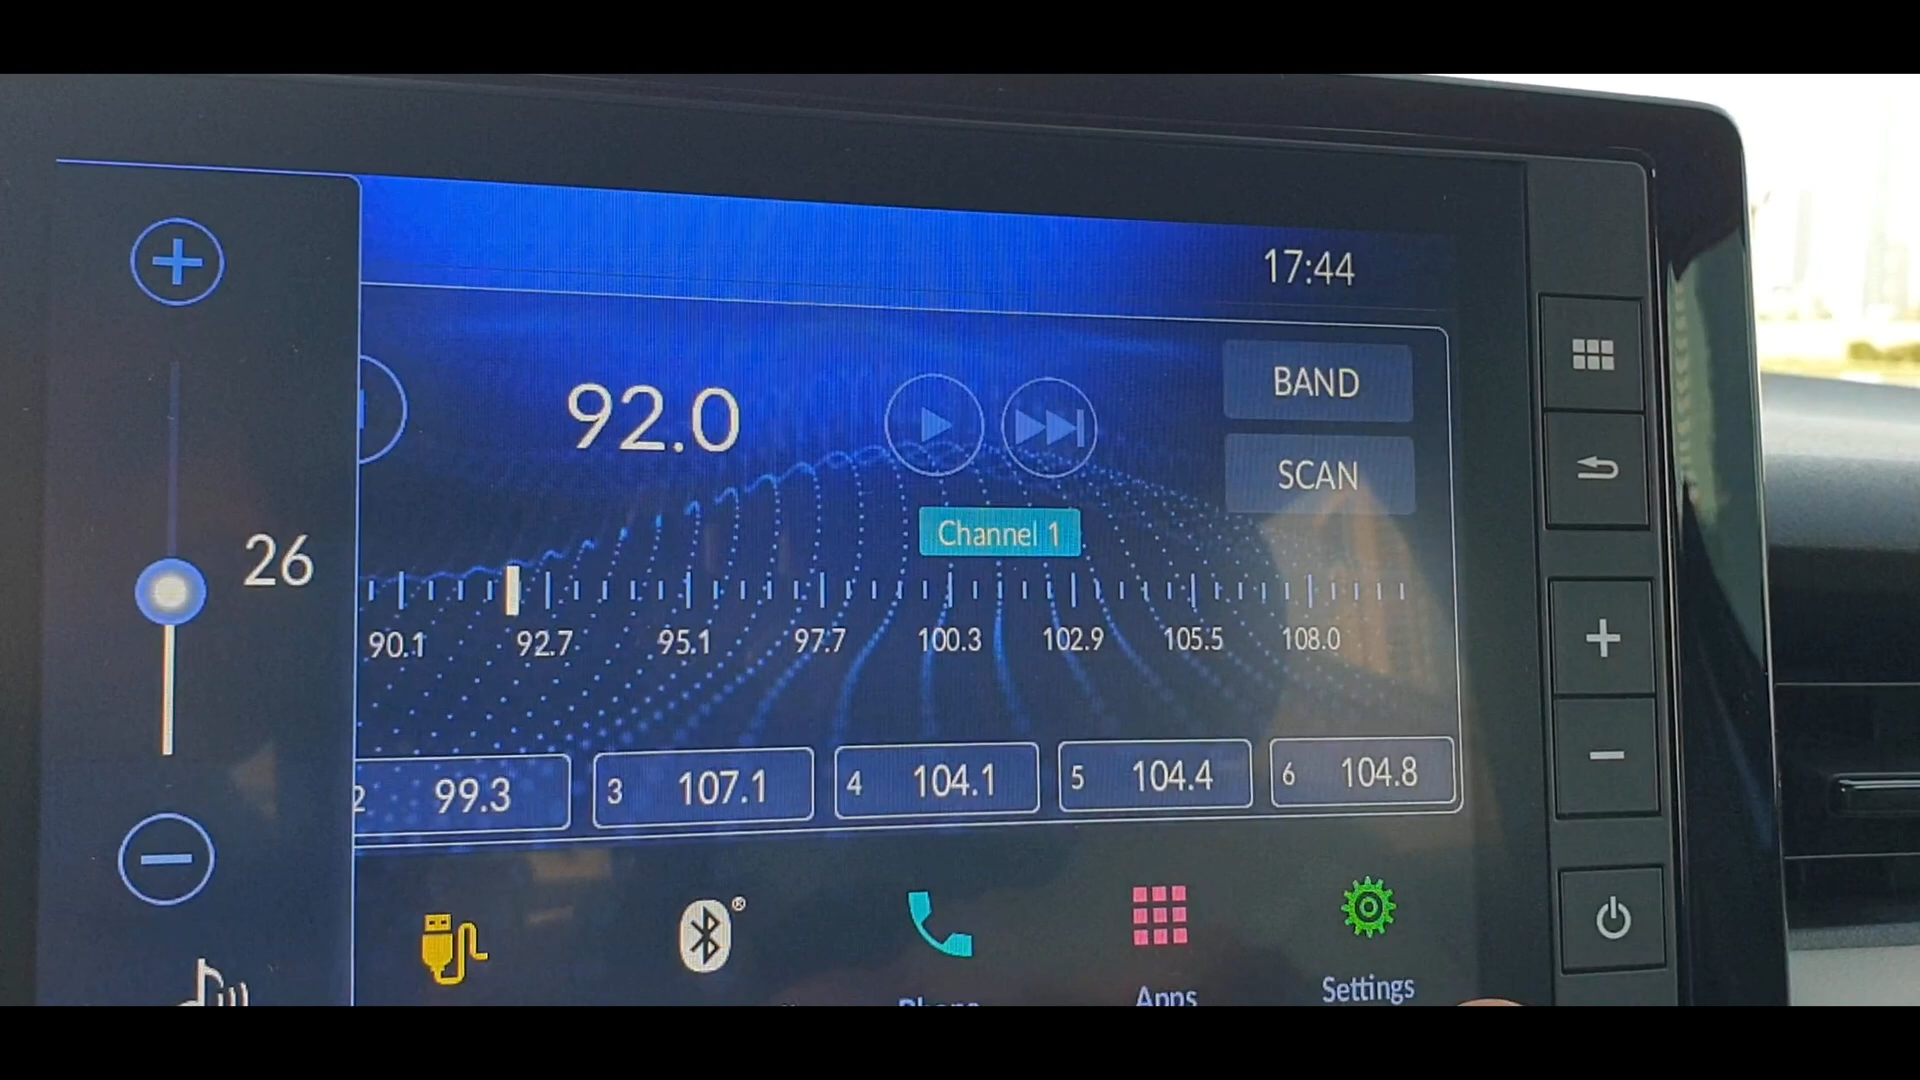 17:44
92.0
BAND
SCAN
Channel 1
26
90.1 92.7 95.1 97.7 100.3 102.9 105.5 108.0
2 99.3 3 107.1 4 104.1 5 104.4 6 104.8
®
Phone Apps Settings